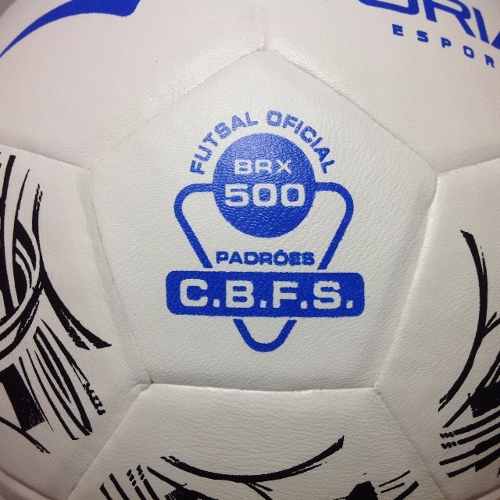 ESPOR
FUTSAL OFICIAL
BRX
500
PADRÕES
C.B.F.S.